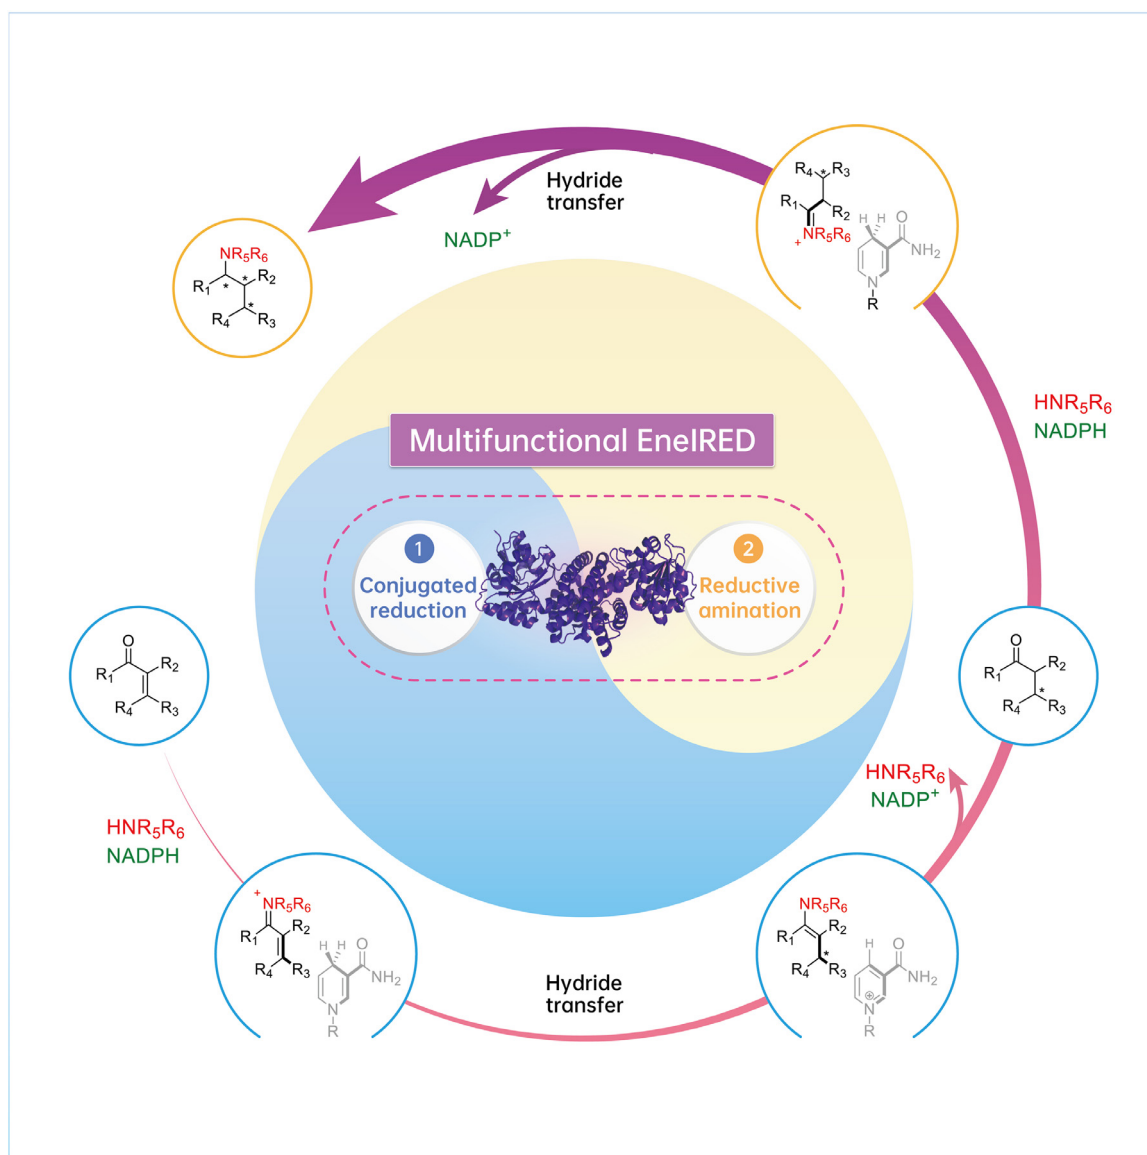 Hydride
transfer
NADP⁺
R₄
*
R₃
R₁
R₂
+
NR₅R₆
H
H
O
NH₂
N
R
NR₅R₆
R₁
*
*
R₂
*
R₄
R₃
HNR₅R₆
NADPH
Multifunctional EneIRED
1
Conjugated
reduction
2
Reductive
amination
O
R₁
R₂
R₄
R₃
O
R₁
R₂
*
R₄
R₃
HNR₅R₆
NADP⁺
HNR₅R₆
NADPH
+
NR₅R₆
R₁
R₂
R₄
R₃
H
H
O
NH₂
N
R
Hydride
transfer
NR₅R₆
R₁
R₂
*
R₄
R₃
H
O
NH₂
+
N
R